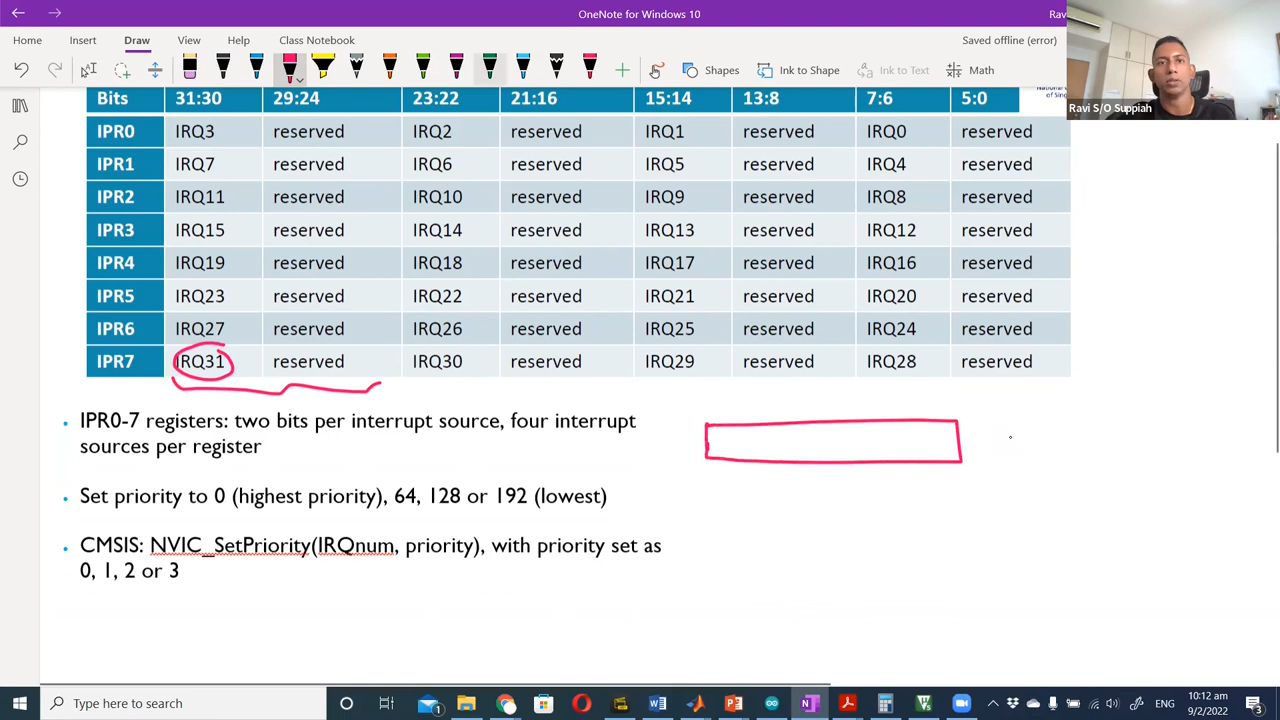 OneNote for Windows 10
Ravi
Home Insert Draw View Help Class Notebook
Saved offline (error)
Shapes Ink to Shape Ink to Text Math
Ravi S/O Suppiah
Bits 31:30 29:24 23:22 21:16 15:14 13:8 7:6 5:0
National
of Sing
IPR0 IRQ3 reserved IRQ2 reserved IRQ1 reserved IRQ0 reserved
IPR1 IRQ7 reserved IRQ6 reserved IRQ5 reserved IRQ4 reserved
IPR2 IRQ11 reserved IRQ10 reserved IRQ9 reserved IRQ8 reserved
IPR3 IRQ15 reserved IRQ14 reserved IRQ13 reserved IRQ12 reserved
IPR4 IRQ19 reserved IRQ18 reserved IRQ17 reserved IRQ16 reserved
IPR5 IRQ23 reserved IRQ22 reserved IRQ21 reserved IRQ20 reserved
IPR6 IRQ27 reserved IRQ26 reserved IRQ25 reserved IRQ24 reserved
IPR7 IRQ31 reserved IRQ30 reserved IRQ29 reserved IRQ28 reserved
• IPR0-7 registers: two bits per interrupt source, four interrupt
sources per register
• Set priority to 0 (highest priority), 64, 128 or 192 (lowest)
• CMSIS: NVIC_SetPriority(IRQnum, priority), with priority set as
0, 1, 2 or 3
Type here to search
ENG
10:12 am
9/2/2022